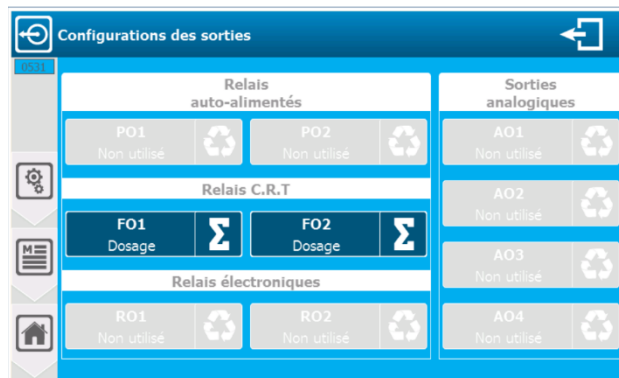 Configurations des sorties
0531
Relais
auto-alimentés
PO1
Non utilisé
PO2
Non utilisé
Relais C.R.T
FO1
Dosage
Σ
FO2
Dosage
Σ
Relais électroniques
RO1
Non utilisé
RO2
Non utilisé
Sorties
analogiques
AO1
Non utilisé
AO2
Non utilisé
AO3
Non utilisé
AO4
Non utilisé
M